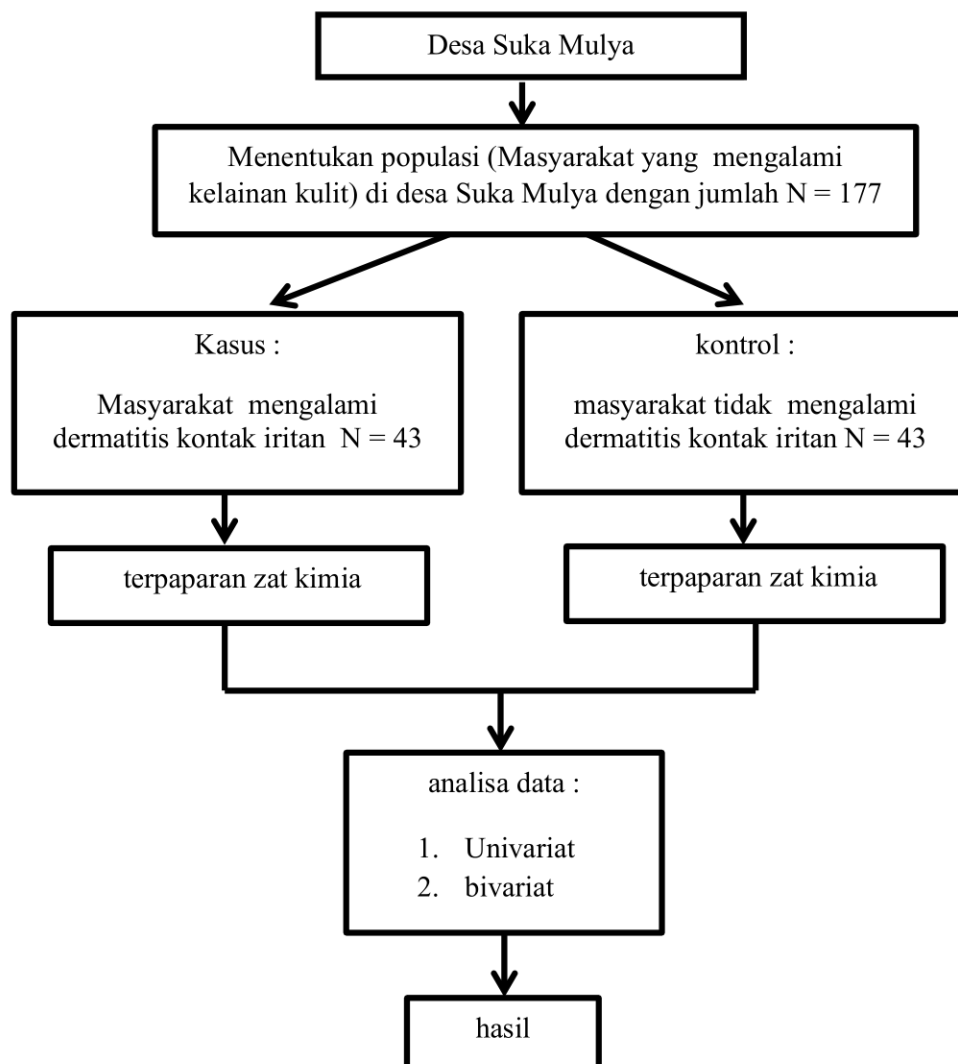 Desa Suka Mulya
Menentukan populasi (Masyarakat yang mengalami
kelainan kulit) di desa Suka Mulya dengan jumlah N = 177
Kasus :
Masyarakat mengalami
dermatitis kontak iritan N = 43
kontrol :
masyarakat tidak mengalami
dermatitis kontak iritan N = 43
terpaparan zat kimia
terpaparan zat kimia
analisa data :
1. Univariat
2. bivariat
hasil